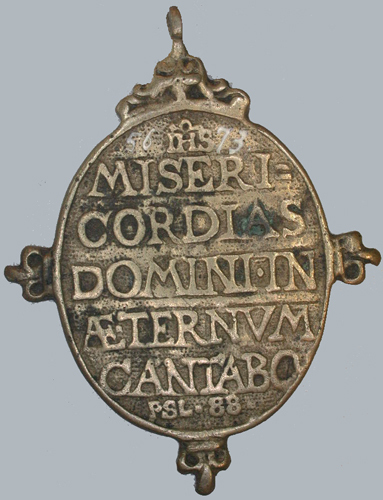 MISERI=
CORDIAS
DOMINI·IN
ÆTERNVM
CANTABO
PSL·88